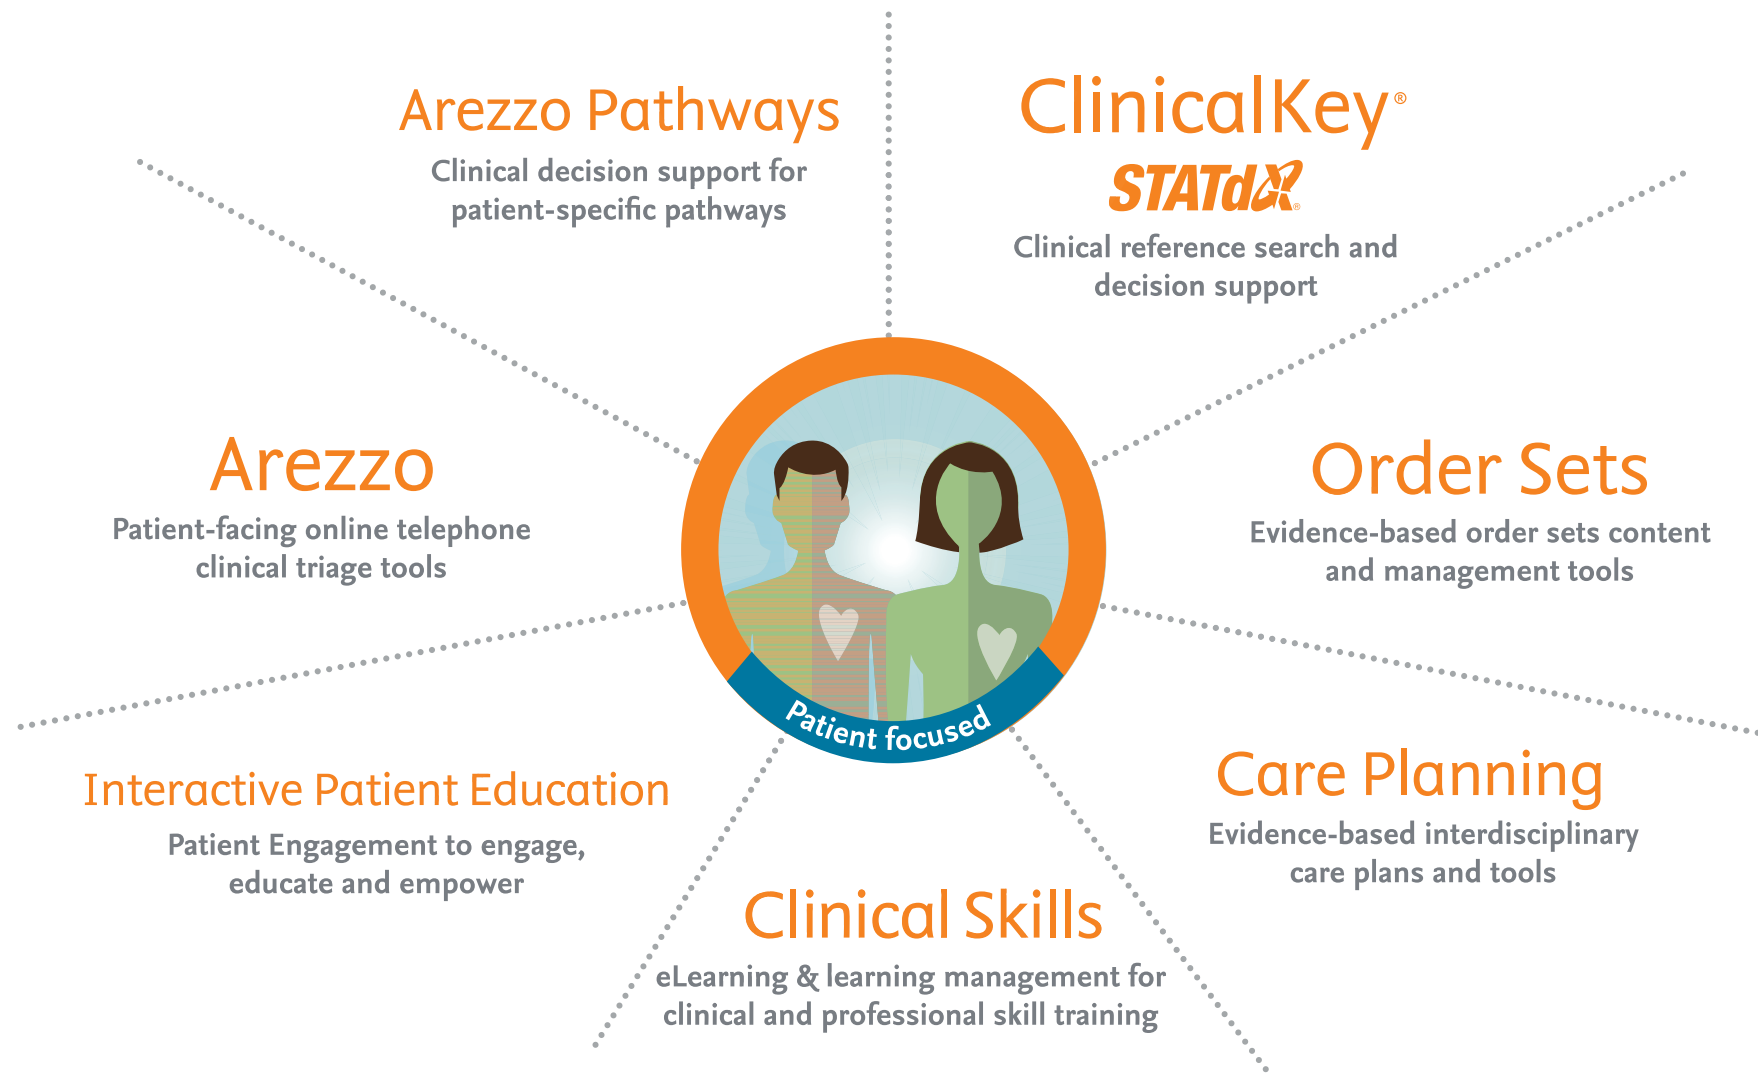 Arezzo Pathways
Clinical decision support for
patient-specific pathways
ClinicalKey®
STATdX®
Clinical reference search and
decision support
Arezzo
Patient-facing online telephone
clinical triage tools
Order Sets
Evidence-based order sets content
and management tools
Patient focused
Interactive Patient Education
Patient Engagement to engage,
educate and empower
Care Planning
Evidence-based interdisciplinary
care plans and tools
Clinical Skills
eLearning & learning management for
clinical and professional skill training